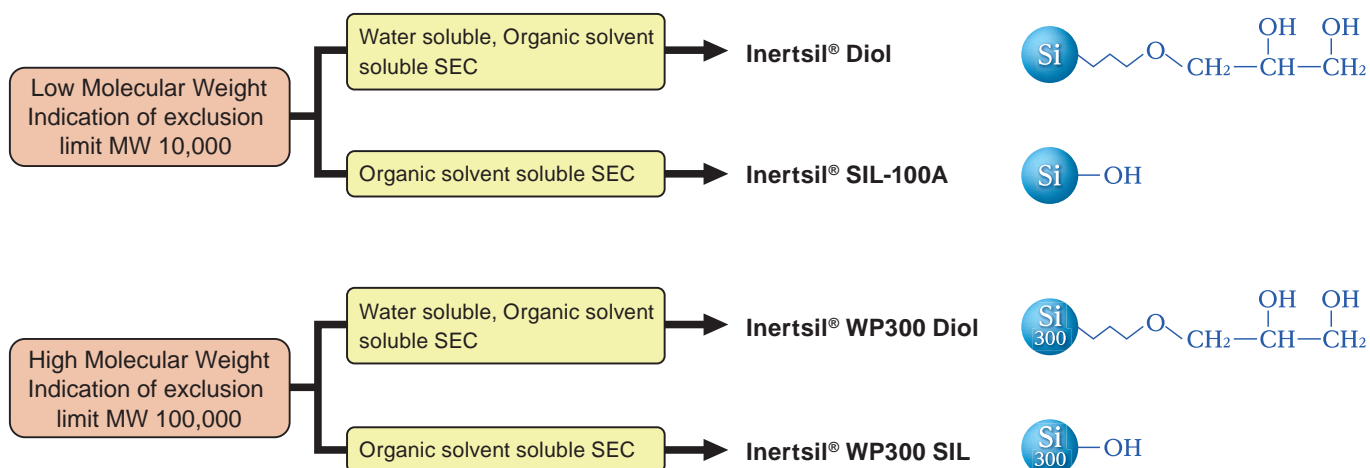 Low Molecular Weight
Indication of exclusion
limit MW 10,000
Water soluble, Organic solvent
soluble SEC
Inertsil® Diol
Si
O
CH2—CH—CH2
OH
OH
Organic solvent soluble SEC
Inertsil® SIL-100A
Si
OH
High Molecular Weight
Indication of exclusion
limit MW 100,000
Water soluble, Organic solvent
soluble SEC
Inertsil® WP300 Diol
Si
300
O
CH2—CH—CH2
OH
OH
Organic solvent soluble SEC
Inertsil® WP300 SIL
Si
300
OH